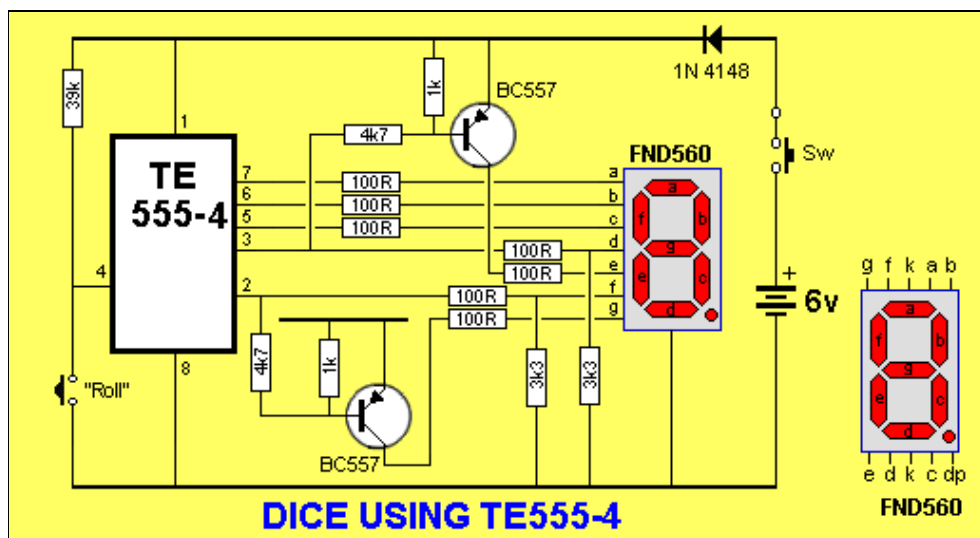 1N 4148
39k
1k
BC557
1
4k7
Sw
FND560
TE
555-4
7
100R
a
6
100R
b
5
100R
c
3
100R
d
100R
e
4
2
100R
f
100R
g
a
f
b
g
e
c
d
+
6v
g f k a b
a
f
b
g
e
c
d
e d k c dp
FND560
8
"Roll"
4k7
1k
BC557
3k3
3k3
DICE USING TE555-4